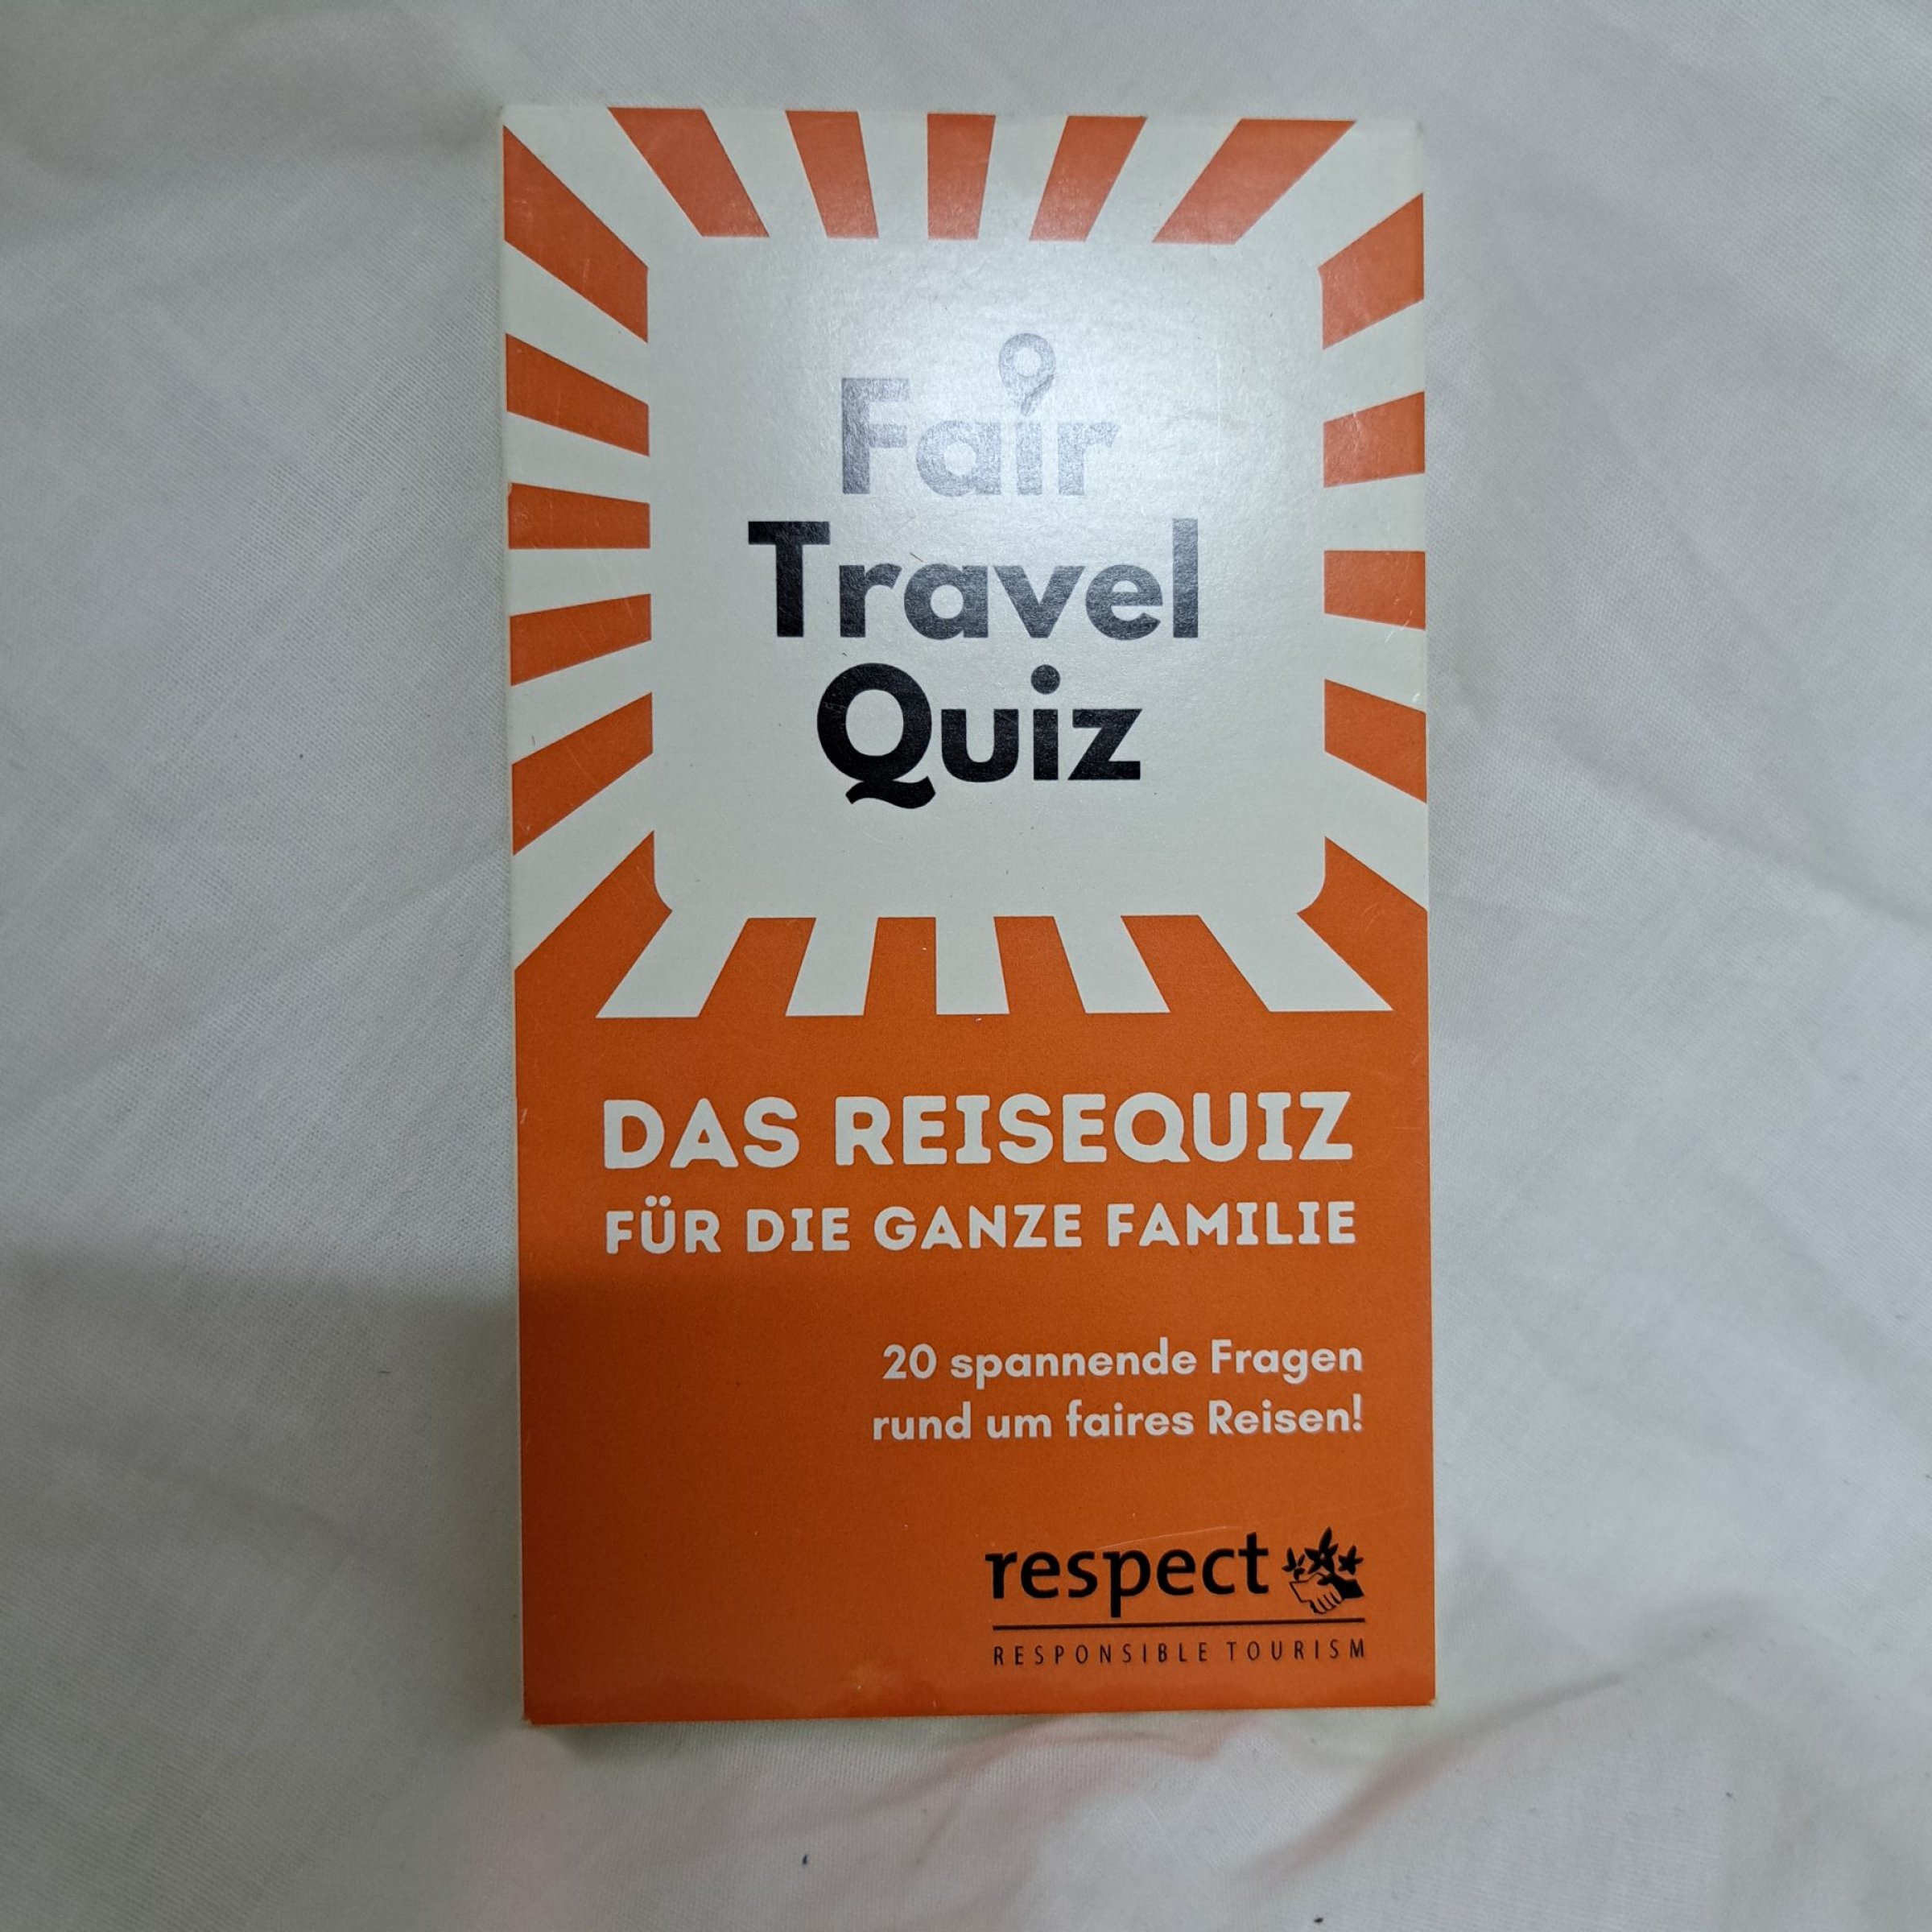 Fair
Travel
Quiz
DAS REISEQUIZ
FÜR DIE GANZE FAMILIE
20 spannende Fragen
rund um faires Reisen!
respect
RESPONSIBLE TOURISM